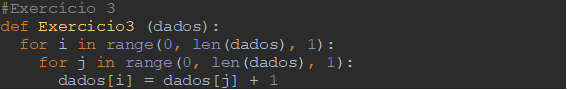 #Exercício 3
def Exercicio3 (dados):
  for i in range(0, len(dados), 1):
    for j in range(0, len(dados), 1):
      dados[i] = dados[j] + 1